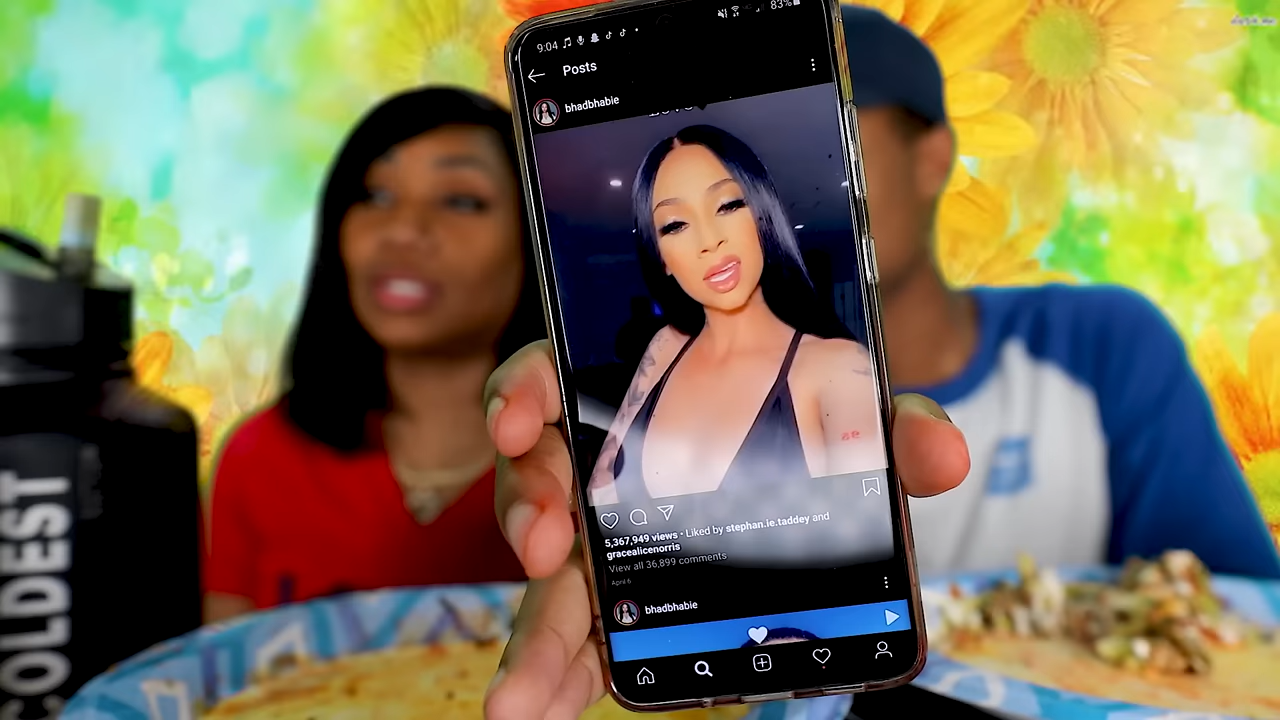 9:04
83%
Posts
bhadbhabie
5,367,949 views · Liked by stephan.ie.taddey and
gracealicenorris
View all 36,899 comments
April 6
bhadbhabie
COLDEST